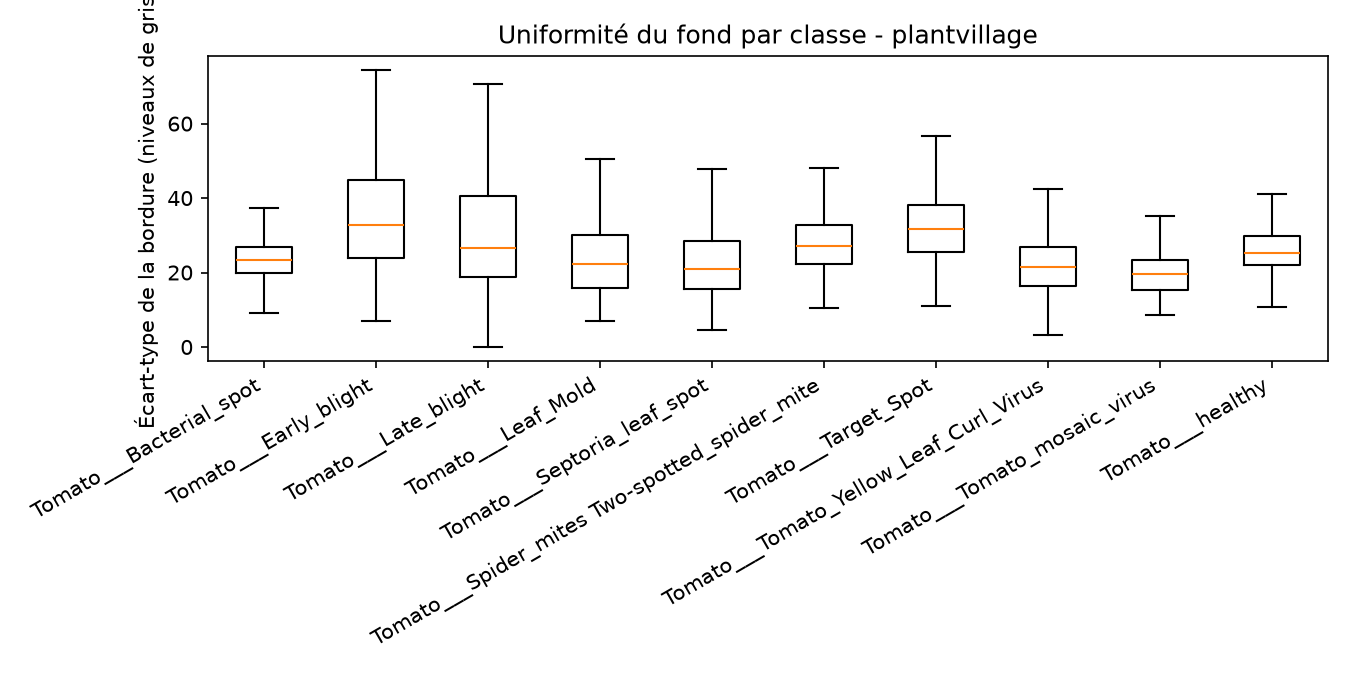 Uniformité du fond par classe - plantvillage
Écart-type de la bordure (niveaux de gris
60
40
20
0
Tomato___Bacterial_spot
Tomato___Early_blight
Tomato___Late_blight
Tomato___Leaf_Mold
Tomato___Septoria_leaf_spot
Tomato___Spider_mites Two-spotted_spider_mite
Tomato___Target_Spot
Tomato___Tomato_Yellow_Leaf_Curl_Virus
Tomato___Tomato_mosaic_virus
Tomato___healthy